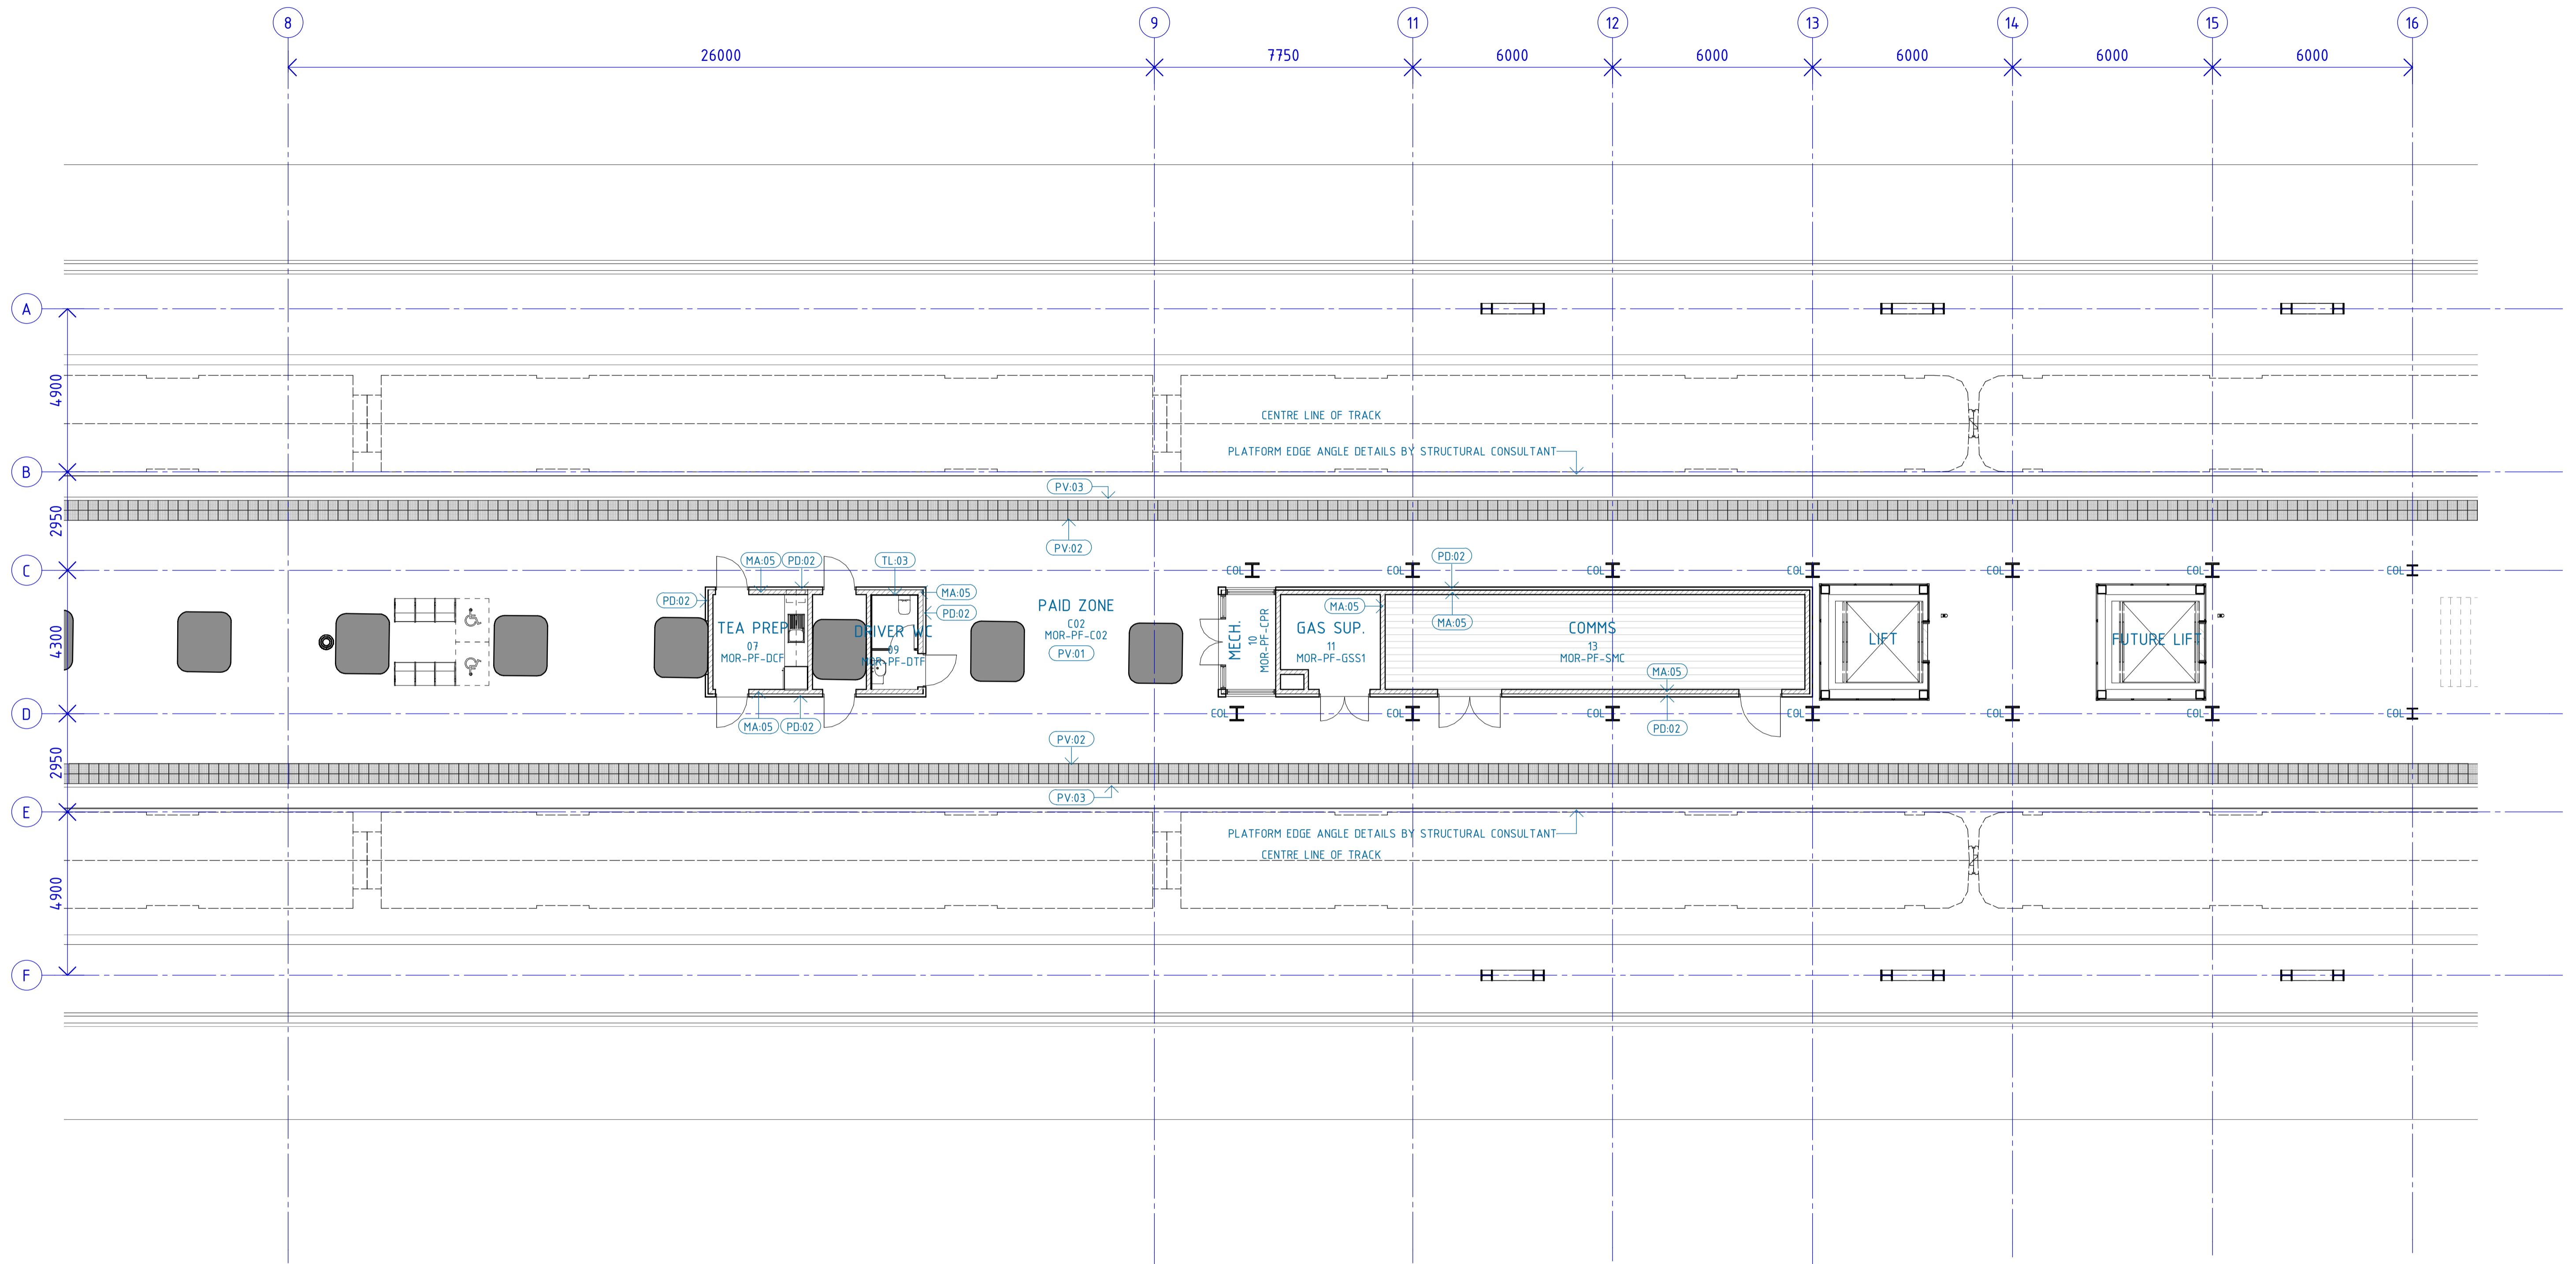 8
9
11
12
13
14
15
16
26000
7750
6000
6000
6000
6000
6000
A
B
C
D
E
F
4900
2950
4300
2950
4900
CENTRE LINE OF TRACK
PLATFORM EDGE ANGLE DETAILS BY STRUCTURAL CONSULTANT
PV:03
PV:02
MA:05
PD:02
TL:03
PD:02
MA:05
PD:02
PD:02
COL
COL
COL
COL
COL
COL
COL
TEA PREP
07
MOR-PF-DCF
DRIVER WC
09
MOR-PF-DTF
PAID ZONE
C02
MOR-PF-C02
PV:01
MECH.
10
MOR-PF-CPR
GAS SUP.
11
MOR-PF-GSS1
MA:05
MA:05
COMMS
13
MOR-PF-SMC
MA:05
LIFT
FUTURE LIFT
COL
COL
COL
COL
COL
COL
COL
MA:05
PD:02
PD:02
PV:02
PV:03
PLATFORM EDGE ANGLE DETAILS BY STRUCTURAL CONSULTANT
CENTRE LINE OF TRACK